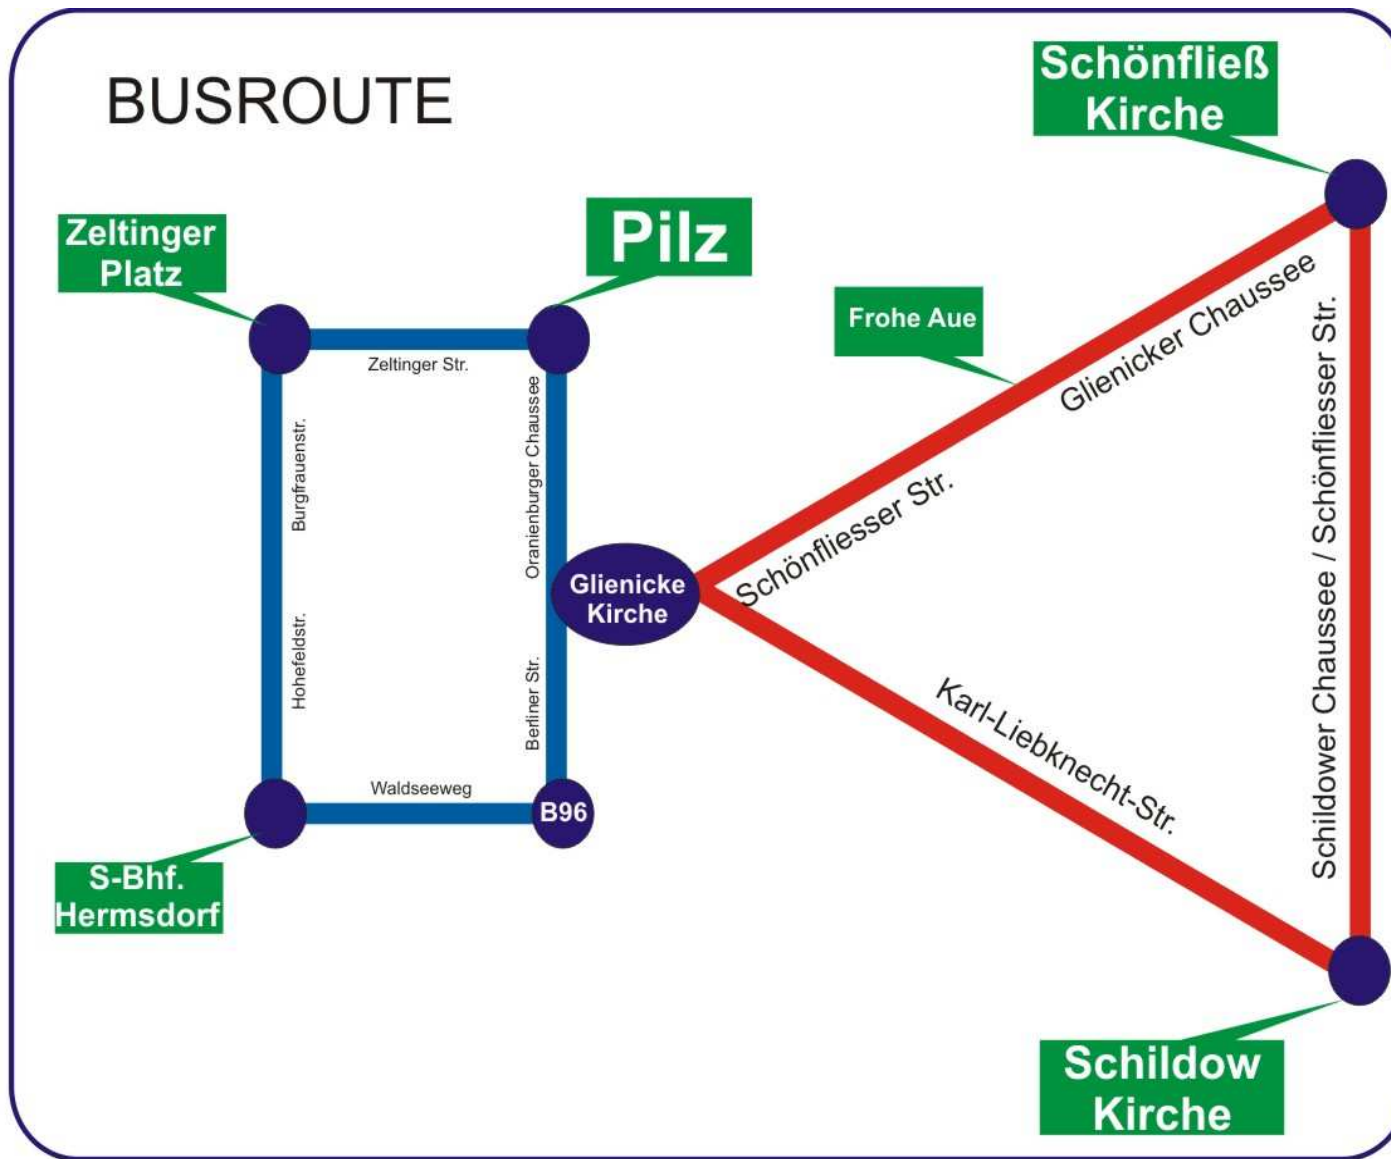 BUSROUTE
Schönfließ
Kirche
Zeltinger
Platz
Pilz
Frohe Aue
Zeltinger Str.
Glienicker Chaussee
Schönfliesser Str.
Burgfrauenstr.
Oranienburger Chaussee
Schildower Chaussee / Schönfliesser Str.
Glienicke
Kirche
Hohefeldstr.
Berliner Str.
Karl-Liebknecht-Str.
Waldseeweg
B96
S-Bhf.
Hermsdorf
Schildow
Kirche